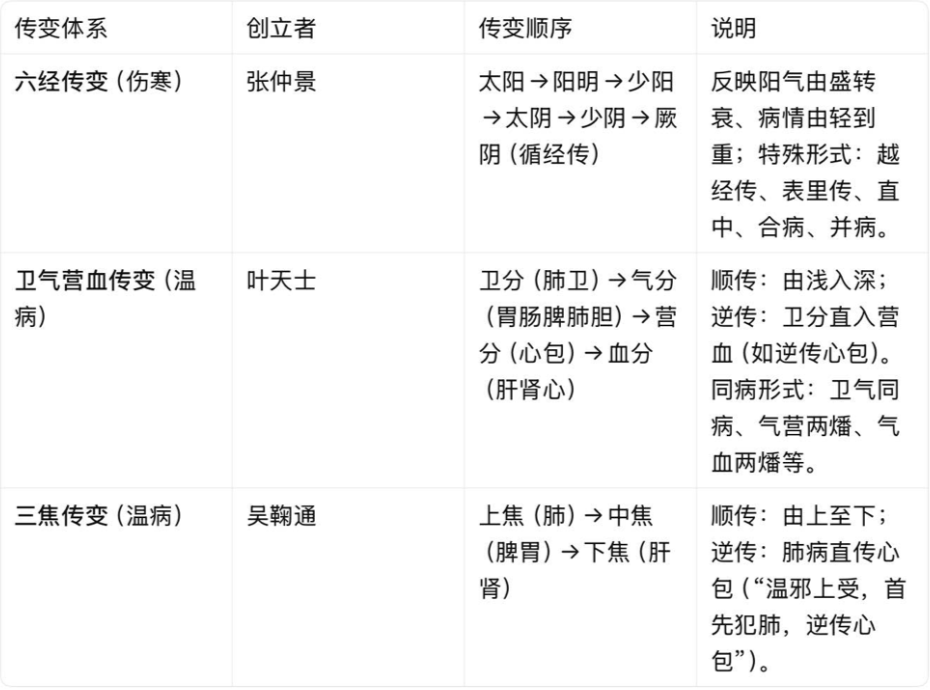 传变体系
创立者
传变顺序
说明
六经传变（伤寒）
张仲景
太阳→阳明→少阳
→太阴→少阴→厥
阴（循经传）
反映阳气由盛转
衰、病情由轻到
重；特殊形式：越
经传、表里传、直
中、合病、并病。
卫气营血传变（温
病）
叶天士
卫分（肺卫）→气分
（胃肠脾肺胆）→营
分（心包）→血分
（肝肾心）
顺传：由浅入深；
逆传：卫分直入营
血（如逆传心包）。
同病形式：卫气同
病、气营两燔、气
血两燔等。
三焦传变（温病）
吴鞠通
上焦（肺）→中焦
（脾胃）→下焦（肝
肾）
顺传：由上至下；
逆传：肺病直传心
包（“温邪上受，首
先犯肺，逆传心
包”）。